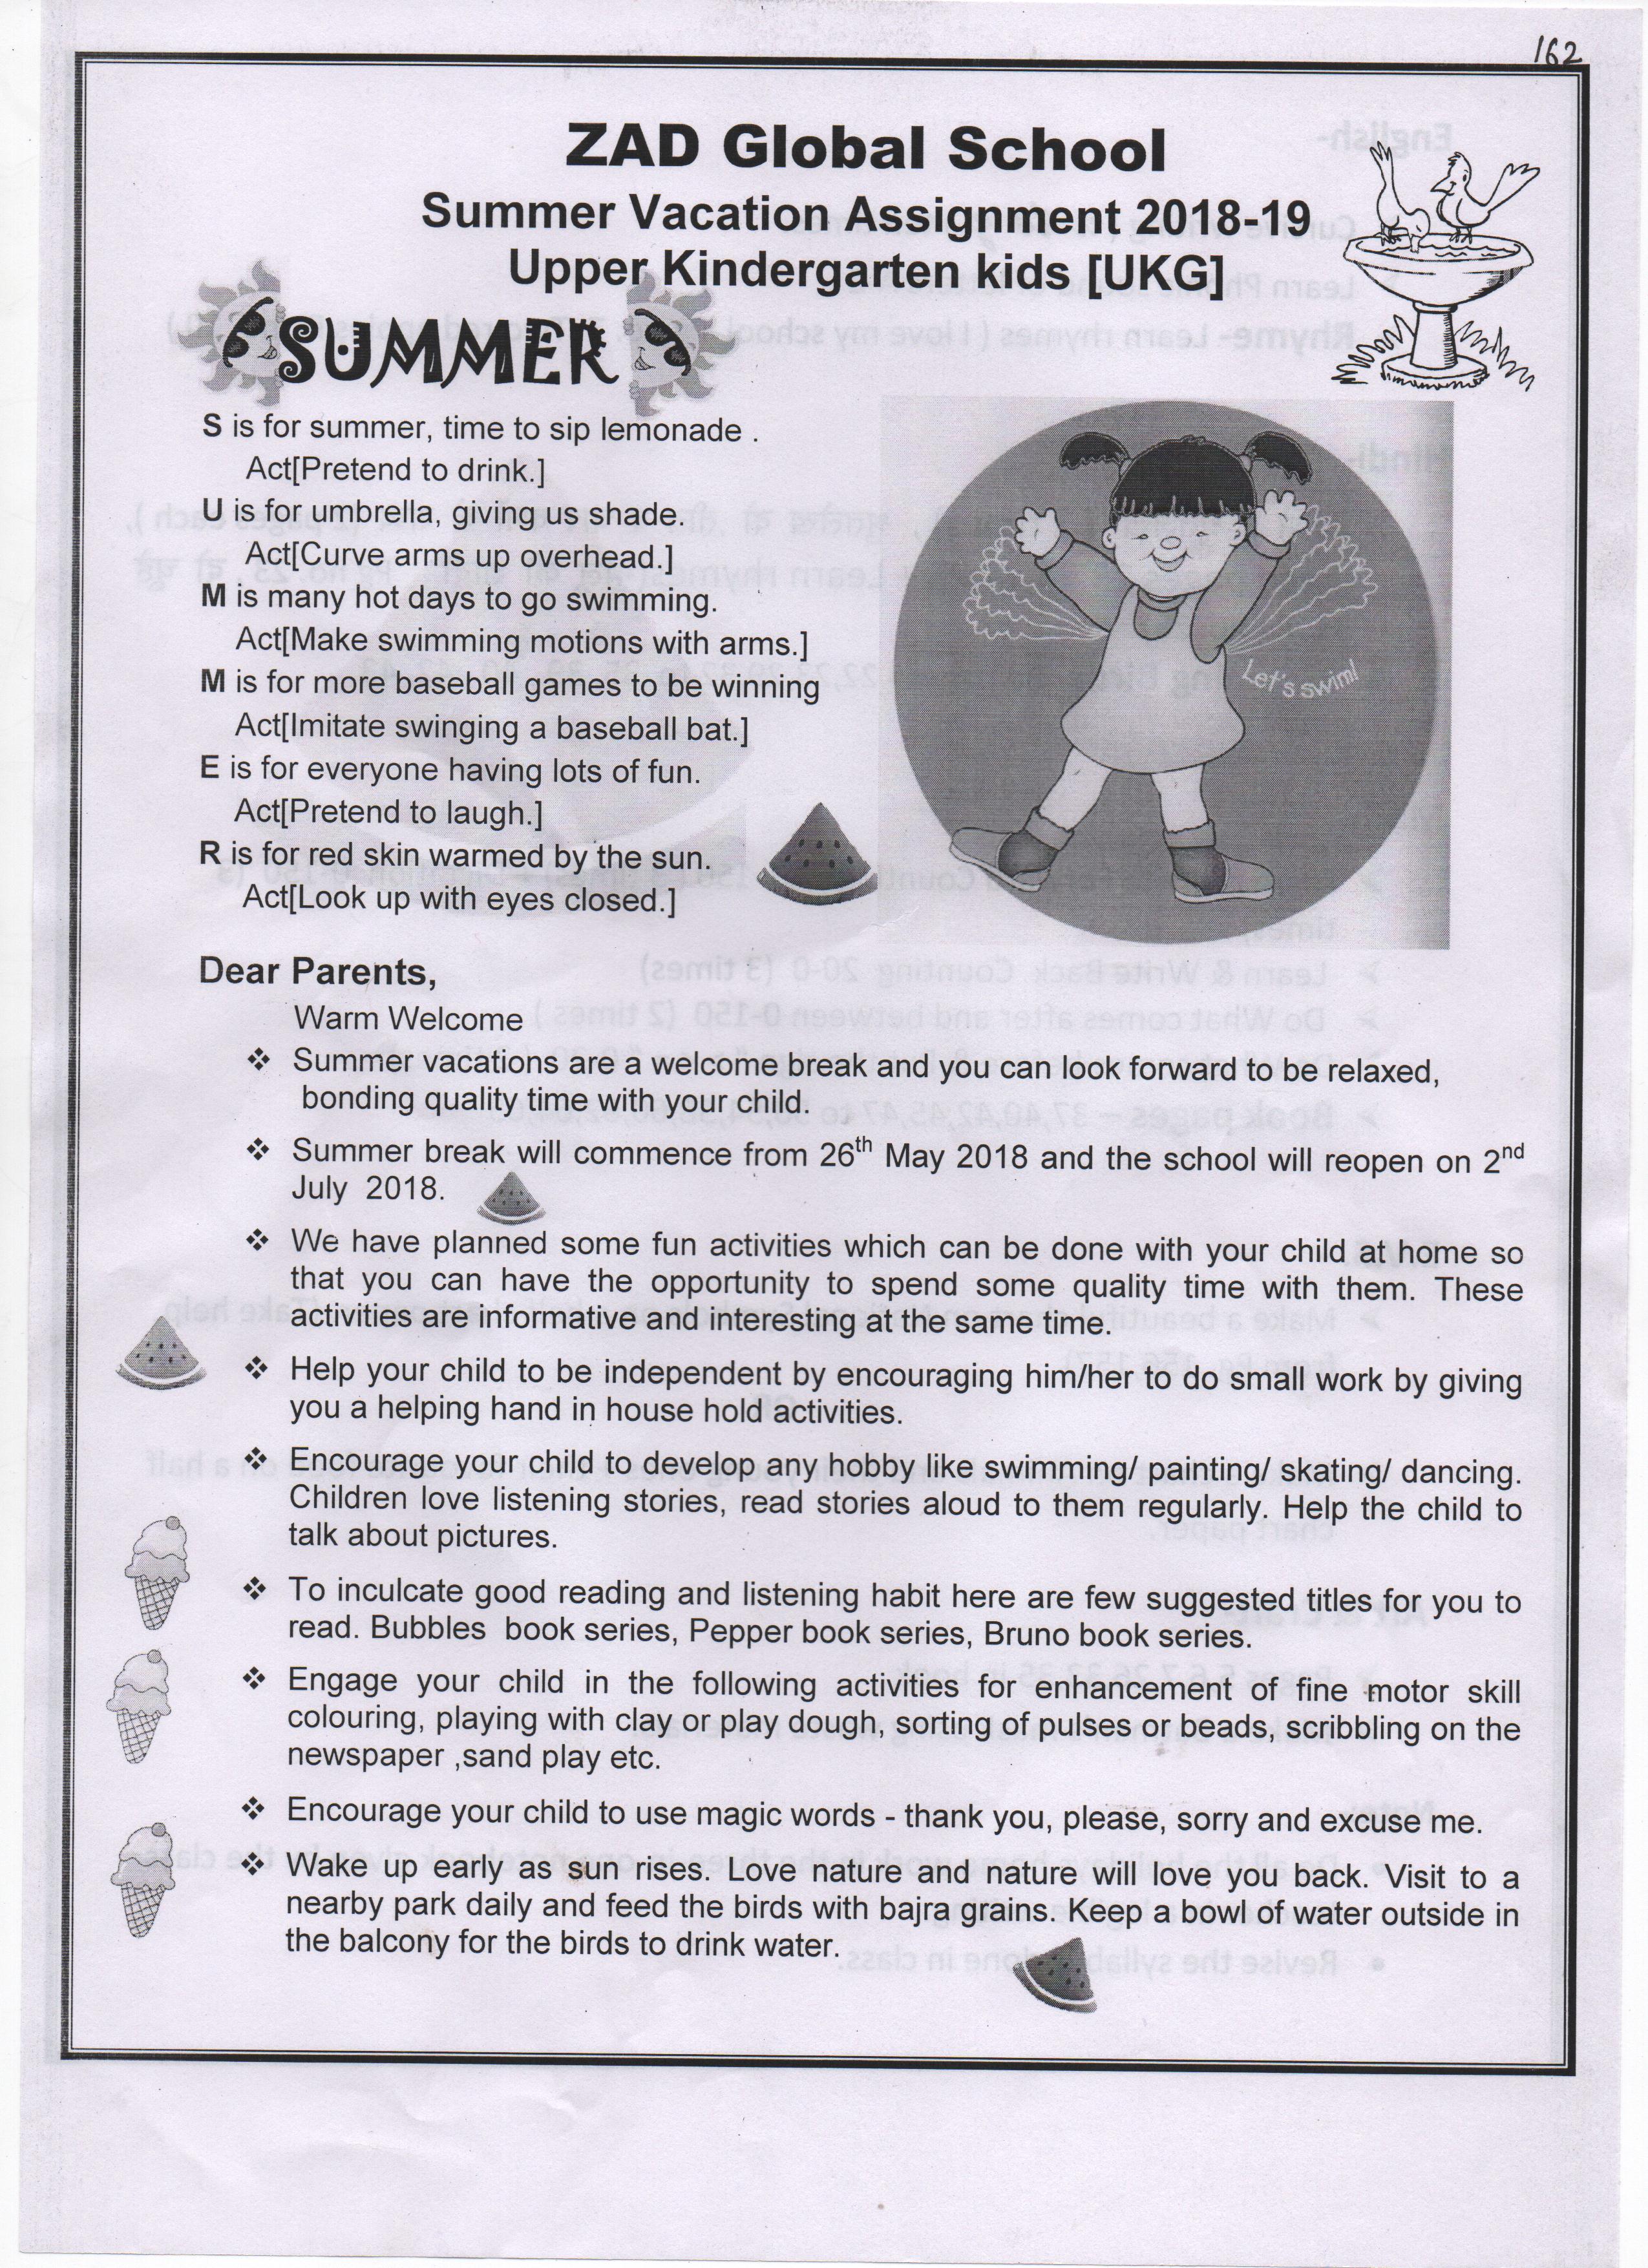 162
ZAD Global School
Summer Vacation Assignment 2018-19
Upper Kindergarten kids [UKG]
SUMMER
S is for summer, time to sip lemonade .
Act[Pretend to drink.]
U is for umbrella, giving us shade.
Act[Curve arms up overhead.]
M is many hot days to go swimming.
Act[Make swimming motions with arms.]
M is for more baseball games to be winning
Act[Imitate swinging a baseball bat.]
E is for everyone having lots of fun.
Act[Pretend to laugh.]
R is for red skin warmed by the sun.
Act[Look up with eyes closed.]
Let's swim!
Dear Parents,
Warm Welcome
❖ Summer vacations are a welcome break and you can look forward to be relaxed,
bonding quality time with your child.
❖ Summer break will commence from 26th May 2018 and the school will reopen on 2nd
July 2018.
❖ We have planned some fun activities which can be done with your child at home so
that you can have the opportunity to spend some quality time with them. These
activities are informative and interesting at the same time.
❖ Help your child to be independent by encouraging him/her to do small work by giving
you a helping hand in house hold activities.
❖ Encourage your child to develop any hobby like swimming/ painting/ skating/ dancing.
Children love listening stories, read stories aloud to them regularly. Help the child to
talk about pictures.
❖ To inculcate good reading and listening habit here are few suggested titles for you to
read. Bubbles book series, Pepper book series, Bruno book series.
❖ Engage your child in the following activities for enhancement of fine motor skill
colouring, playing with clay or play dough, sorting of pulses or beads, scribbling on the
newspaper ,sand play etc.
❖ Encourage your child to use magic words - thank you, please, sorry and excuse me.
❖ Wake up early as sun rises. Love nature and nature will love you back. Visit to a
nearby park daily and feed the birds with bajra grains. Keep a bowl of water outside in
the balcony for the birds to drink water.